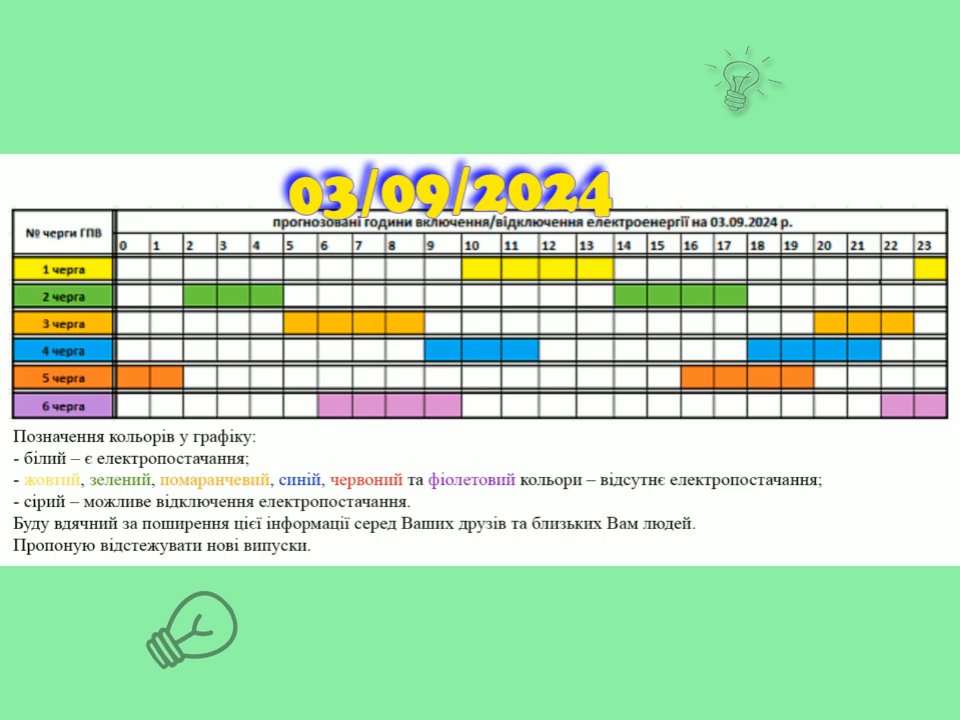 03/09/2024
прогнозовані години включення/відключення електроенергії на 03.09.2024 р.
№ черги ГПВ
0 1 2 3 4 5 6 7 8 9 10 11 12 13 14 15 16 17 18 19 20 21 22 23
1 черга
2 черга
3 черга
4 черга
5 черга
6 черга
Позначення кольорів у графіку:
- білий – є електропостачання;
- жовтий, зелений, помаранчевий, синій, червоний та фіолетовий кольори – відсутнє електропостачання;
- сірий – можливе відключення електропостачання.
Буду вдячний за поширення цієї інформації серед Ваших друзів та близьких Вам людей.
Пропоную відстежувати нові випуски.